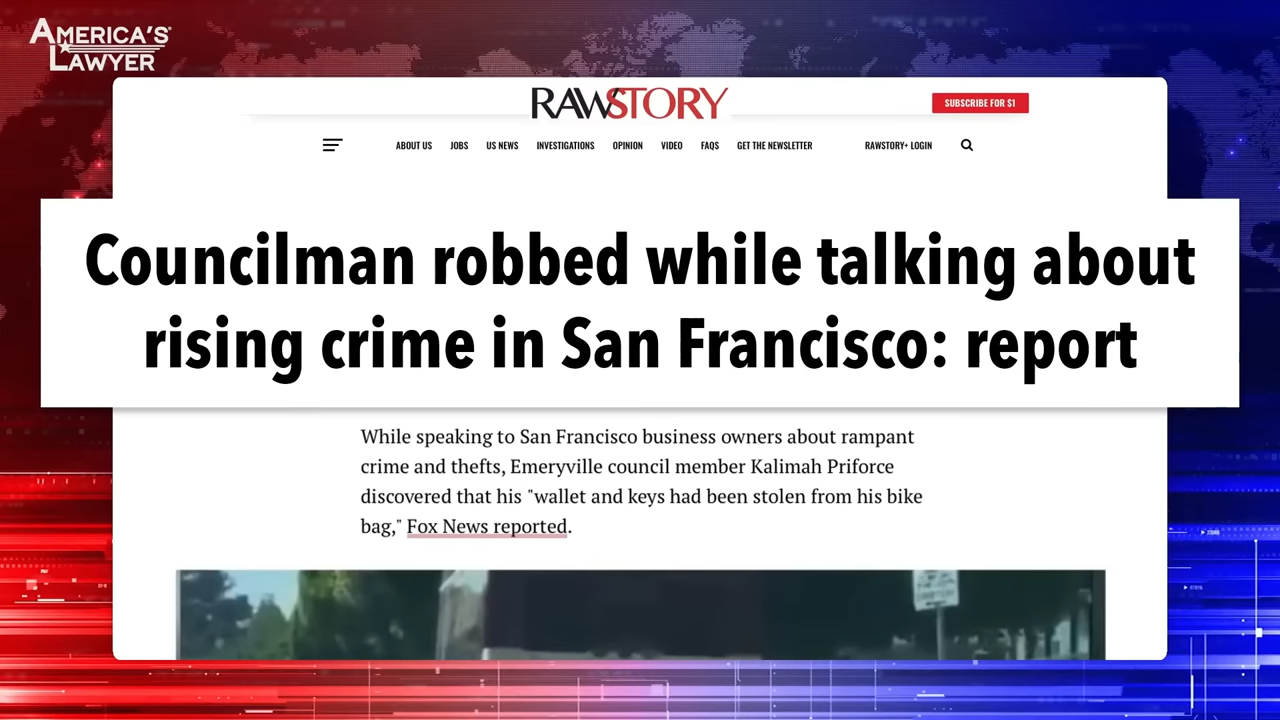 AMERICA'S
LAWYER
RAWSTORY
SUBSCRIBE FOR $1
ABOUT US JOBS US NEWS INVESTIGATIONS OPINION VIDEO FAQS GET THE NEWSLETTER RAWSTORY+ LOGIN
Councilman robbed while talking about
rising crime in San Francisco: report
While speaking to San Francisco business owners about rampant
crime and thefts, Emeryville council member Kalimah Priforce
discovered that his "wallet and keys had been stolen from his bike
bag," Fox News reported.